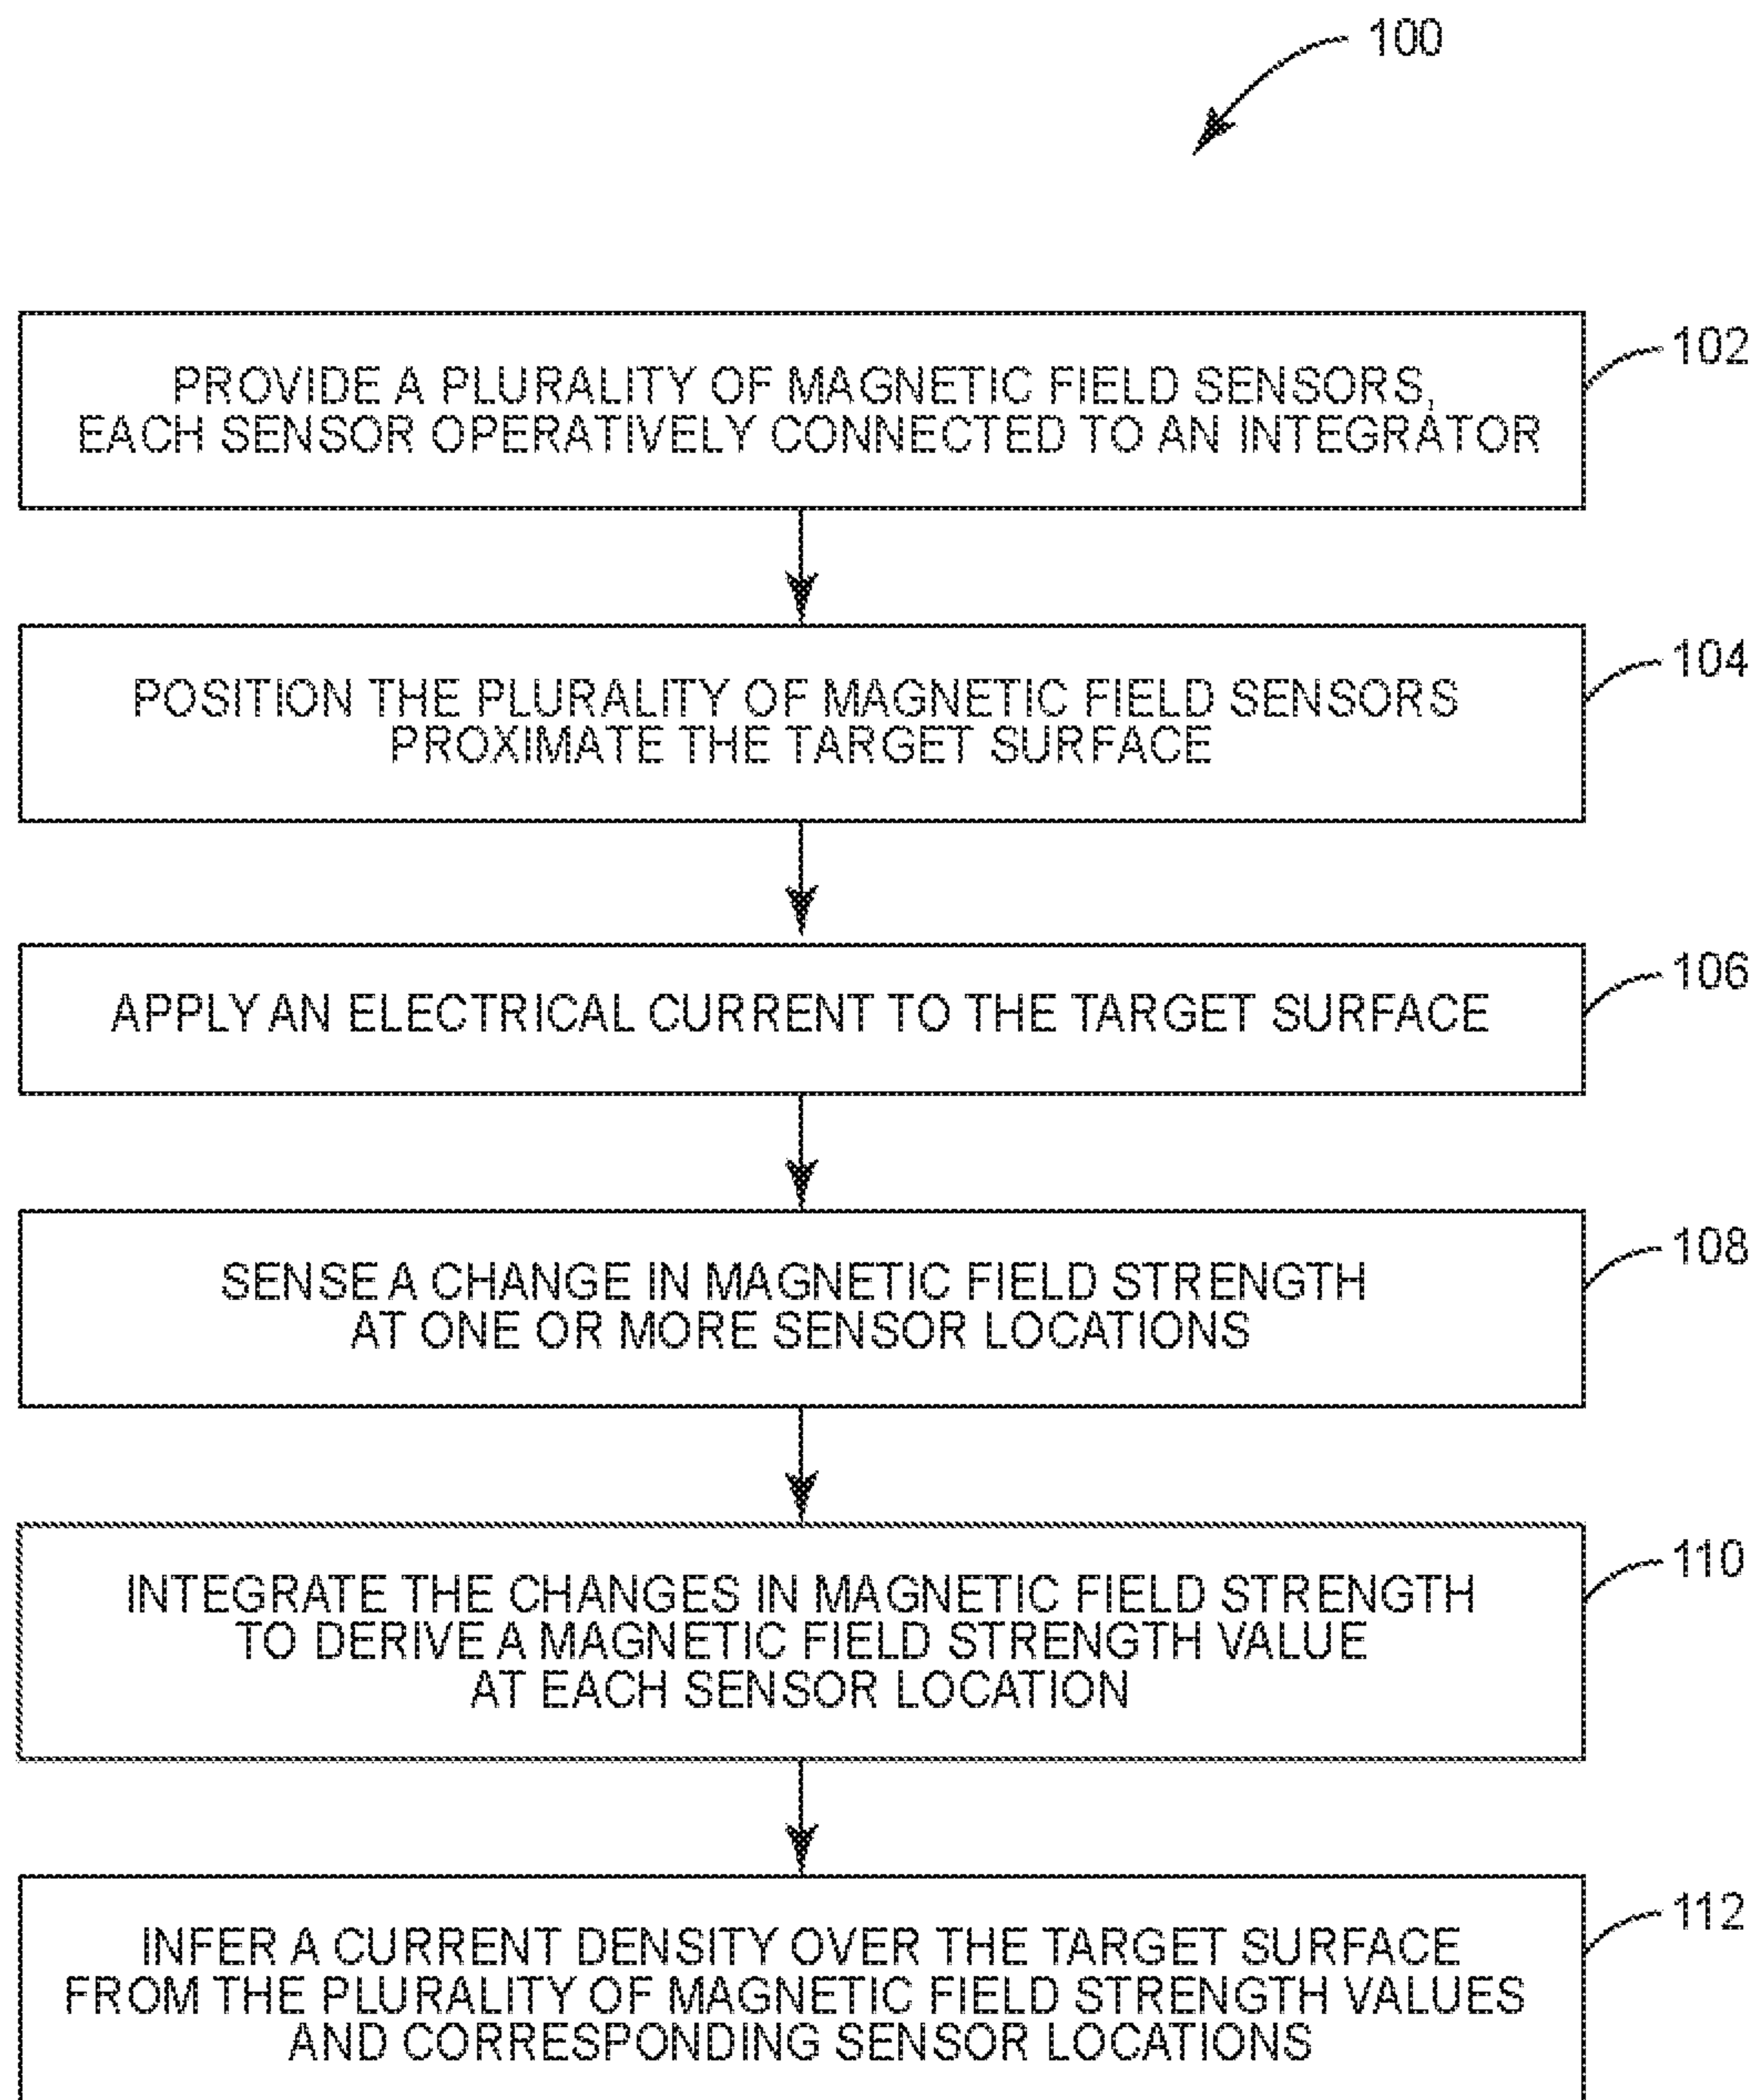 100
PROVIDE A PLURALITY OF MAGNETIC FIELD SENSORS,
EACH SENSOR OPERATIVELY CONNECTED TO AN INTEGRATOR
102
POSITION THE PLURALITY OF MAGNETIC FIELD SENSORS
PROXIMATE THE TARGET SURFACE
104
APPLY AN ELECTRICAL CURRENT TO THE TARGET SURFACE
106
SENSE A CHANGE IN MAGNETIC FIELD STRENGTH
AT ONE OR MORE SENSOR LOCATIONS
108
INTEGRATE THE CHANGES IN MAGNETIC FIELD STRENGTH
TO DERIVE A MAGNETIC FIELD STRENGTH VALUE
AT EACH SENSOR LOCATION
110
INFER A CURRENT DENSITY OVER THE TARGET SURFACE
FROM THE PLURALITY OF MAGNETIC FIELD STRENGTH VALUES
AND CORRESPONDING SENSOR LOCATIONS
112